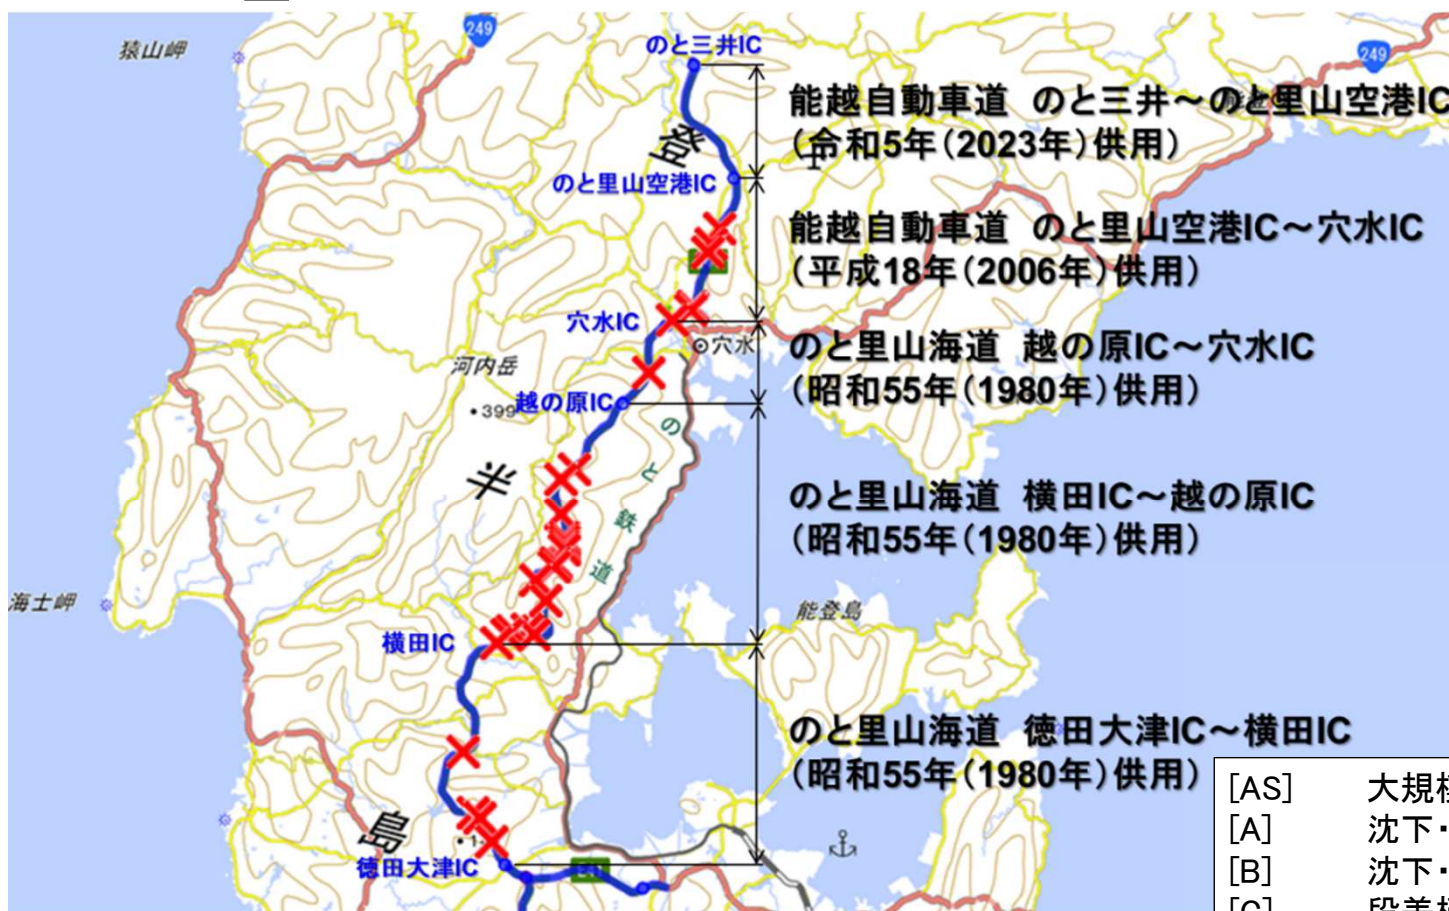 249
猿山岬
のと三井IC
249
能越自動車道 のと三井～のと里山空港IC
（令和5年（2023年）供用）
登
のと里山空港IC
能越自動車道 のと里山空港IC～穴水IC
（平成18年（2006年）供用）
穴水IC
穴水
のと里山海道 越の原IC～穴水IC
（昭和55年（1980年）供用）
河内岳
399
越の原IC
のと鉄道
半
のと里山海道 横田IC～越の原IC
（昭和55年（1980年）供用）
海士岬
能登島
横田IC
のと里山海道 徳田大津IC～横田IC
（昭和55年（1980年）供用）
島
徳田大津IC
[AS] 大規模
[A] 沈下・
[B] 沈下・
[C] 段差